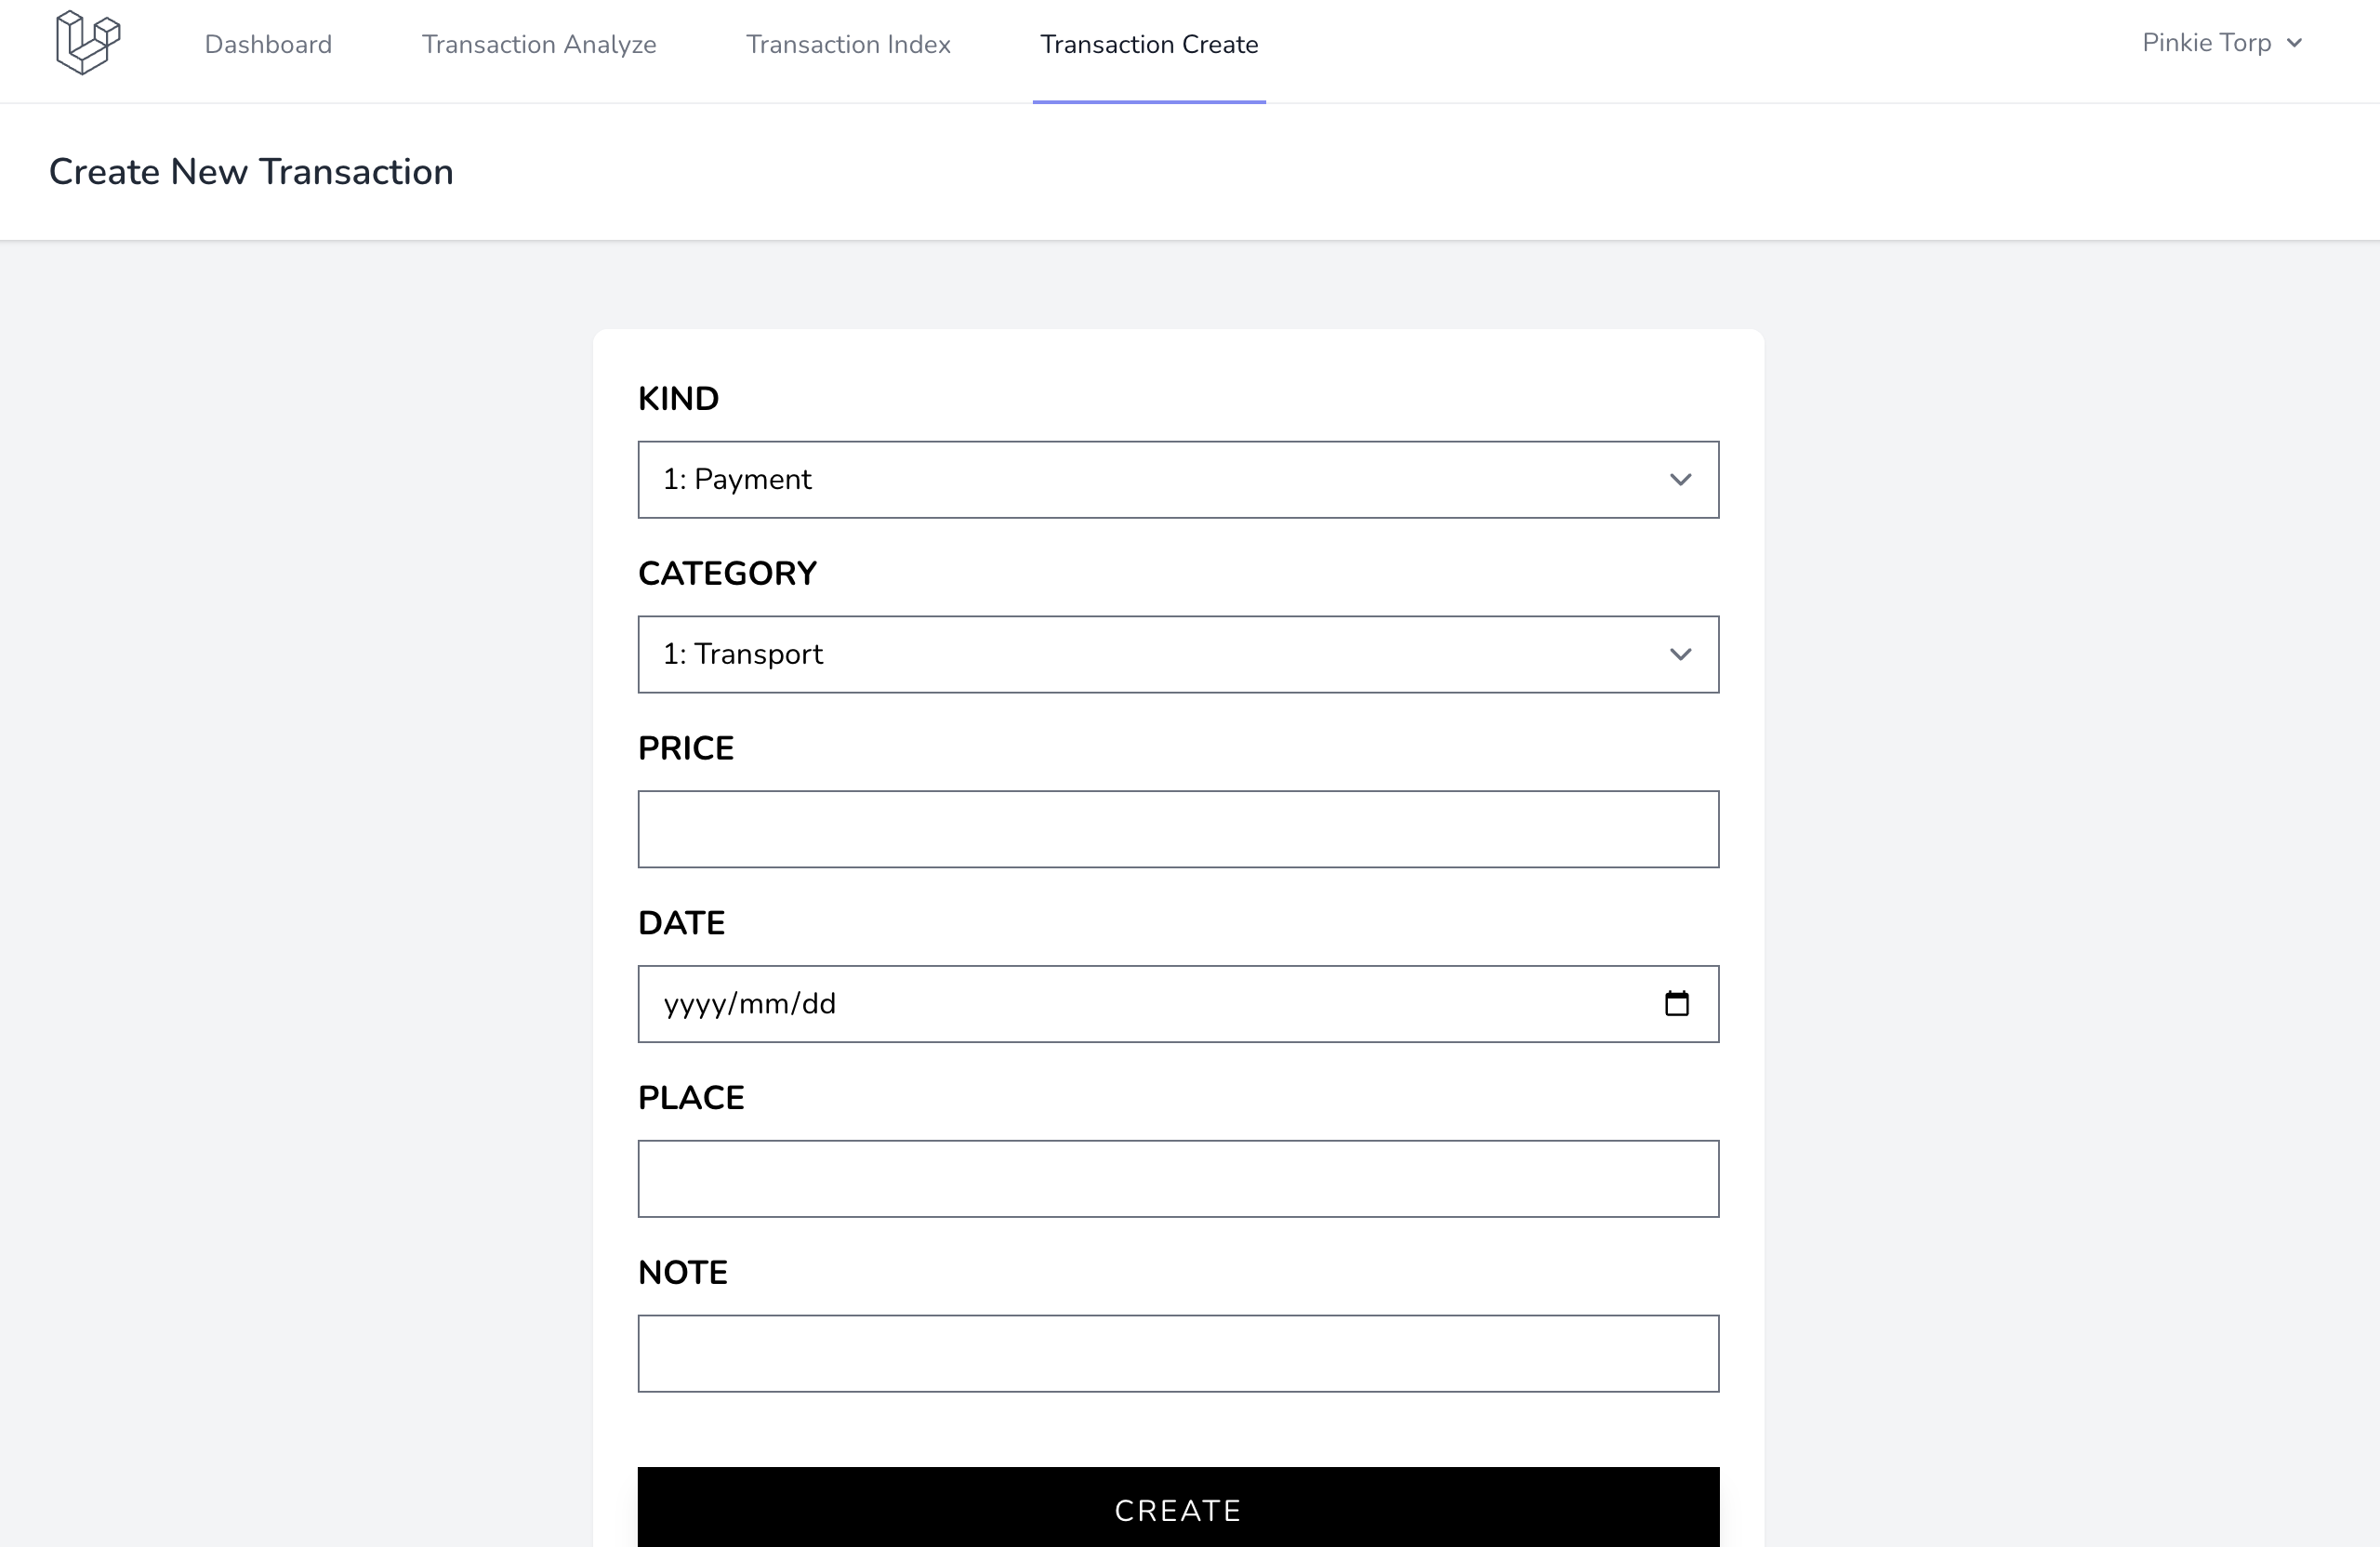 Dashboard
Transaction Analyze
Transaction Index
Transaction Create
Pinkie Torp
Create New Transaction
KIND
1: Payment
CATEGORY
1: Transport
PRICE
DATE
yyyy/mm/dd
PLACE
NOTE
CREATE